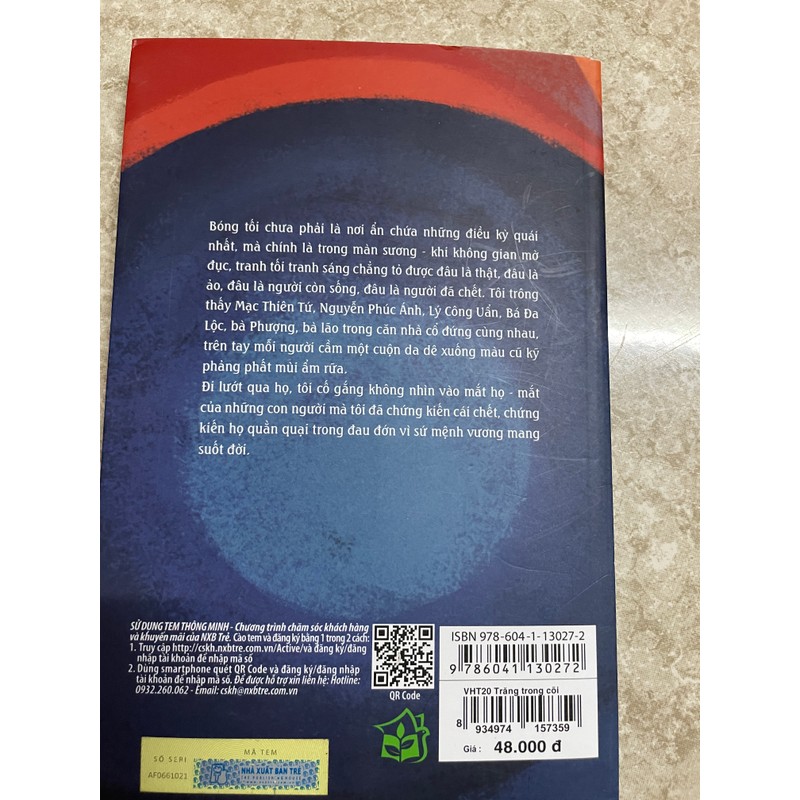 Bóng tối chưa phải là nơi ẩn chứa những điều kỳ quái
nhất, mà chính là trong màn sương - khi không gian mờ
đục, tranh tối tranh sáng chẳng tỏ được đâu là thật, đâu là
ảo, đâu là người còn sống, đâu là người đã chết. Tôi trông
thấy Mạc Thiên Tứ, Nguyễn Phúc Ánh, Lý Công Uẩn, Bá Đa
Lộc, bà Phượng, bà lão trong căn nhà cổ đứng cùng nhau,
trên tay mỗi người cầm một cuộn da dê xuống màu cũ kỹ
phảng phất mùi ẩm rữa.
Đi lướt qua họ, tôi cố gắng không nhìn vào mắt họ - mắt
của những con người mà tôi đã chứng kiến cái chết, chứng
kiến họ quằn quại trong đau đớn vì sứ mệnh vương mang
suốt đời.
SỬ DỤNG TEM THÔNG MINH - Chương trình chăm sóc khách hàng
và khuyến mãi của NXB Trẻ. Cào tem và đăng ký bằng 1 trong 2 cách:
1. Truy cập http://cskh.nxbtre.com.vn/Active/và đăng ký/đăng
nhập tài khoản để nhập mã số
2. Dùng smartphone quét QR Code và đăng ký/đăng nhập
tài khoản để nhập mã số. Để được hỗ trợ xin liên hệ: Hotline:
0932.260.062 - Email: cskh@nxbtre.com.vn
QR Code
ISBN 978-604-1-13027-2
9 786041 130272
VHT20 Trăng trong cõi
8 934974 157359
Giá : 48.000 đ
MÃ TEM
SỐ SERI
AF0661021
NHÀ XUẤT BẢN TRẺ